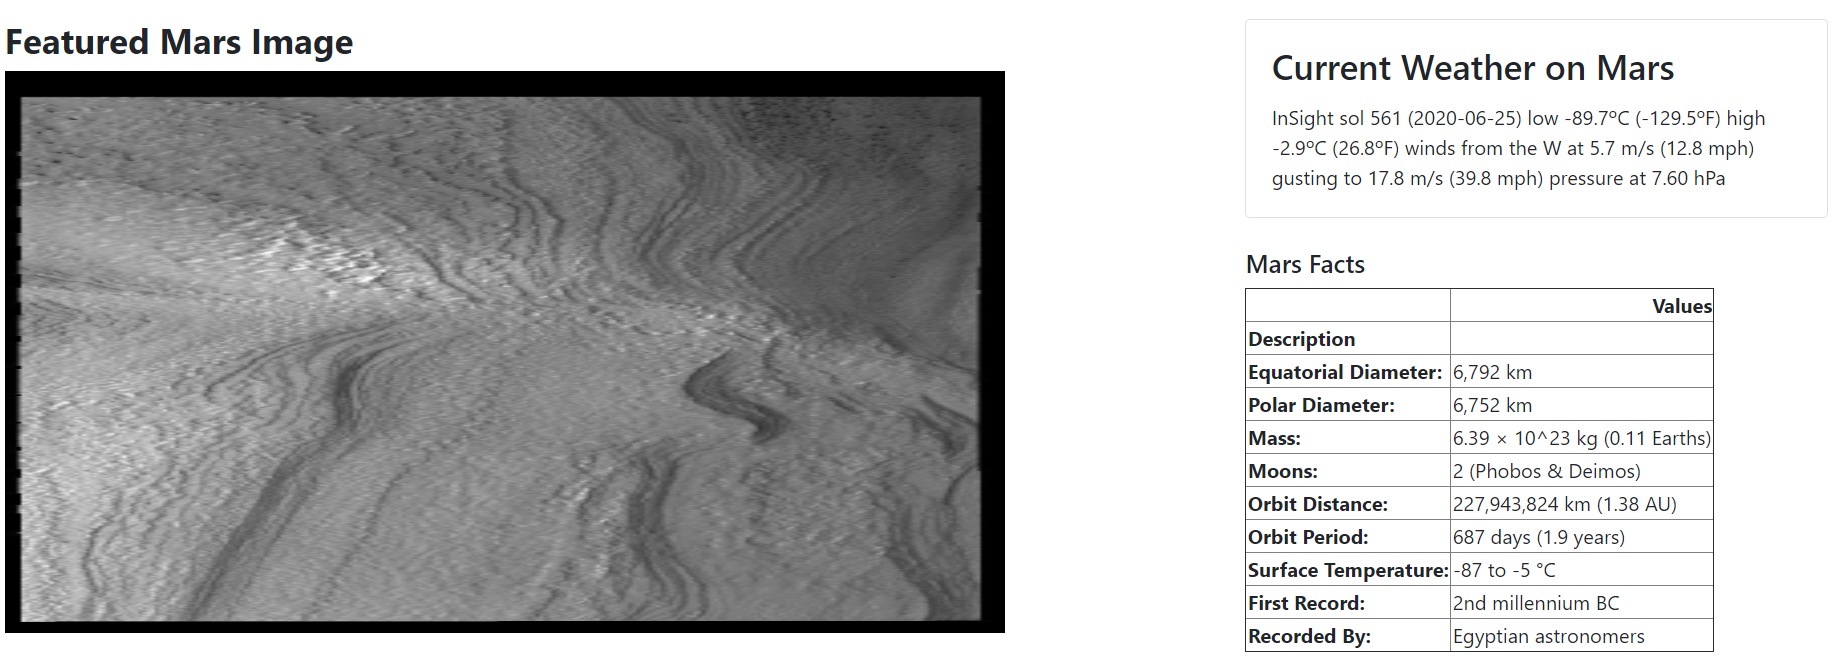 Featured Mars Image
Current Weather on Mars
InSight sol 561 (2020-06-25) low -89.7ºC (-129.5ºF) high
-2.9ºC (26.8ºF) winds from the W at 5.7 m/s (12.8 mph)
gusting to 17.8 m/s (39.8 mph) pressure at 7.60 hPa
Mars Facts
Values
Description
Equatorial Diameter: 6,792 km
Polar Diameter: 6,752 km
Mass: 6.39 × 10^23 kg (0.11 Earths)
Moons: 2 (Phobos & Deimos)
Orbit Distance: 227,943,824 km (1.38 AU)
Orbit Period: 687 days (1.9 years)
Surface Temperature: -87 to -5 °C
First Record: 2nd millennium BC
Recorded By: Egyptian astronomers